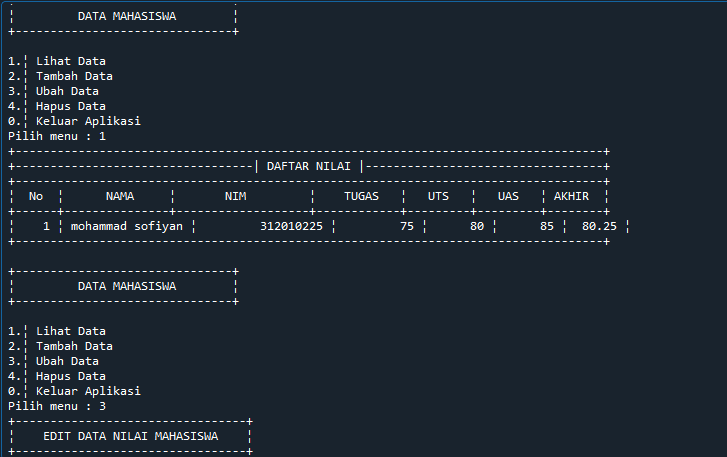 ¦         DATA MAHASISWA        ¦
+-------------------------------+
1.¦ Lihat Data
2.¦ Tambah Data
3.¦ Ubah Data
4.¦ Hapus Data
0.¦ Keluar Aplikasi
Pilih menu : 1
+------------------------------------------------------------------------------------+
+----------------------------------| DAFTAR NILAI |----------------------------------+
+------------------------------------------------------------------------------------+
¦  No  ¦      NAMA     ¦       NIM         ¦    TUGAS   ¦   UTS   ¦   UAS   ¦ AKHIR  ¦
+------+---------------+-------------------+------------+---------+---------+--------+
¦    1 ¦ mohammad sofiyan ¦         312010225 ¦         75 ¦      80 ¦      85 ¦  80.25 ¦
+------------------------------------------------------------------------------------+
+-------------------------------+
¦         DATA MAHASISWA        ¦
+-------------------------------+
1.¦ Lihat Data
2.¦ Tambah Data
3.¦ Ubah Data
4.¦ Hapus Data
0.¦ Keluar Aplikasi
Pilih menu : 3
+---------------------------------+
¦    EDIT DATA NILAI MAHASISWA    ¦
+---------------------------------+